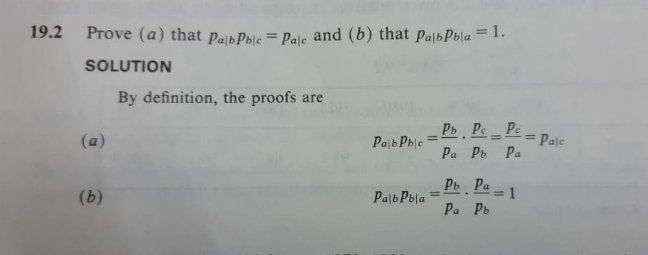 19.2 Prove (a) that p_{a|b}p_{b|c} = p_{a|c} and (b) that p_{a|b}p_{b|a} = 1.
SOLUTION
By definition, the proofs are
(a) p_{a|b}p_{b|c} = \frac{p_b}{p_a} \cdot \frac{p_c}{p_b} = \frac{p_c}{p_a} = p_{a|c}
(b) p_{a|b}p_{b|a} = \frac{p_b}{p_a} \cdot \frac{p_a}{p_b} = 1